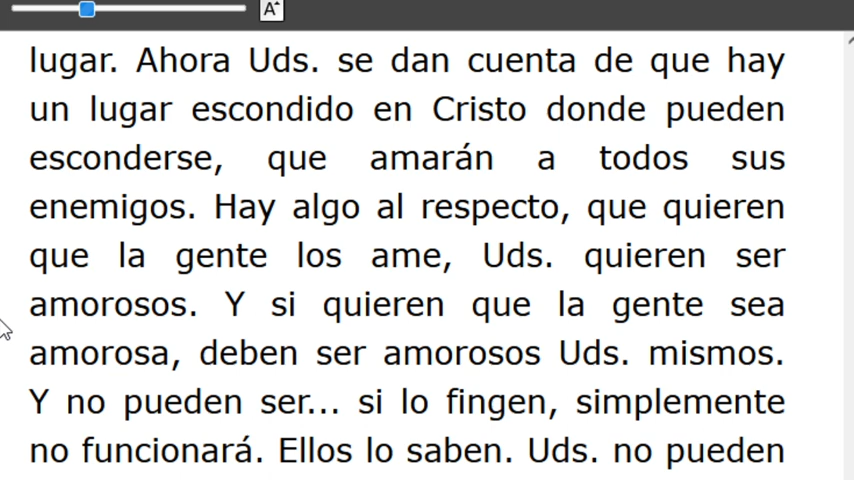 A
lugar. Ahora Uds. se dan cuenta de que hay
un lugar escondido en Cristo donde pueden
esconderse, que amarán a todos sus
enemigos. Hay algo al respecto, que quieren
que la gente los ame, Uds. quieren ser
amorosos. Y si quieren que la gente sea
amorosa, deben ser amorosos Uds. mismos.
Y no pueden ser... si lo fingen, simplemente
no funcionará. Ellos lo saben. Uds. no pueden